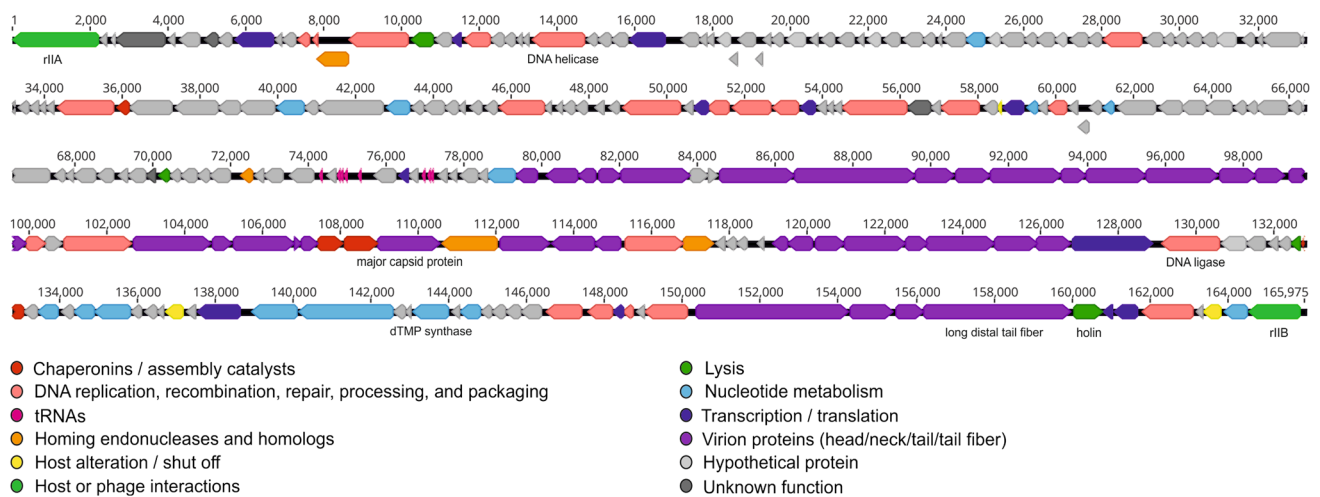 1 2,000 4,000 6,000 8,000 10,000 12,000 14,000 16,000 18,000 20,000 22,000 24,000 26,000 28,000 30,000 32,000
rIIA DNA helicase
34,000 36,000 38,000 40,000 42,000 44,000 46,000 48,000 50,000 52,000 54,000 56,000 58,000 60,000 62,000 64,000 66,000
68,000 70,000 72,000 74,000 76,000 78,000 80,000 82,000 84,000 86,000 88,000 90,000 92,000 94,000 96,000 98,000
100,000 102,000 104,000 106,000 108,000 110,000 112,000 114,000 116,000 118,000 120,000 122,000 124,000 126,000 128,000 130,000 132,000
major capsid protein DNA ligase
134,000 136,000 138,000 140,000 142,000 144,000 146,000 148,000 150,000 152,000 154,000 156,000 158,000 160,000 162,000 164,000 165,975
dTMP synthase long distal tail fiber holin rIIB
Chaperonins / assembly catalysts
DNA replication, recombination, repair, processing, and packaging
tRNAs
Homing endonucleases and homologs
Host alteration / shut off
Host or phage interactions
Lysis
Nucleotide metabolism
Transcription / translation
Virion proteins (head/neck/tail/tail fiber)
Hypothetical protein
Unknown function